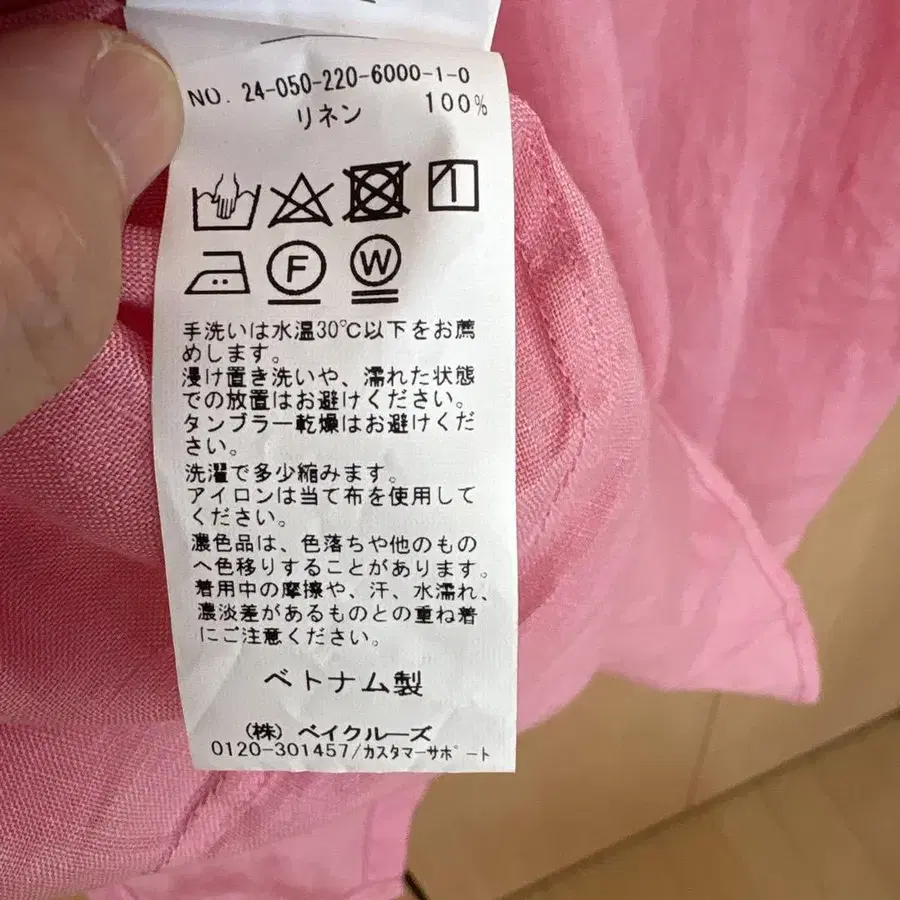 NO. 24-050-220-6000-1-0
リネン 100%
F W
手洗いは水温30℃以下をお薦
めします。
浸け置き洗いや、濡れた状態
での放置はお避けください。
タンブラー乾燥はお避けくだ
さい。
洗濯で多少縮みます。
アイロンは当て布を使用して
ください。
濃色品は、色落ちや他のもの
へ色移りすることがあります。
着用中の摩擦や、汗、水濡れ、
濃淡差があるものとの重ね着
にご注意ください。
ベトナム製
(株) ベイクルーズ
0120-301457/カスタマーサポート